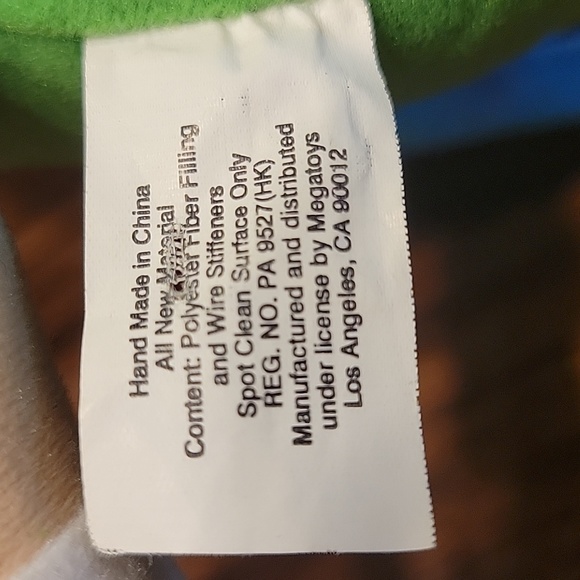 Hand Made in China
All New Material
Content: Polyester Fiber Filling
and Wire Stiffeners
Spot Clean Surface Only
REG. NO. PA 9527(HK)
Manufactured and distributed
under license by Megatoys
Los Angeles, CA 90012